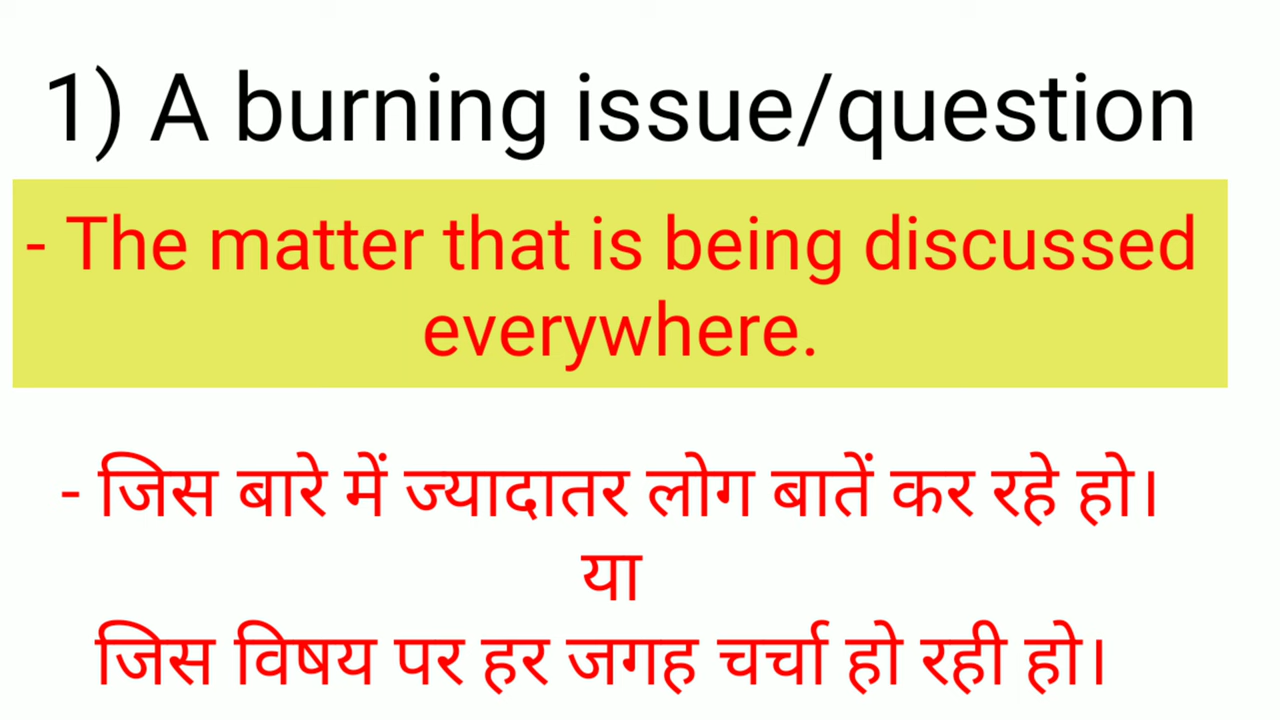 1) A burning issue/question
- The matter that is being discussed
everywhere.
- जिस बारे में ज्यादातर लोग बातें कर रहे हो।
या
जिस विषय पर हर जगह चर्चा हो रही हो।